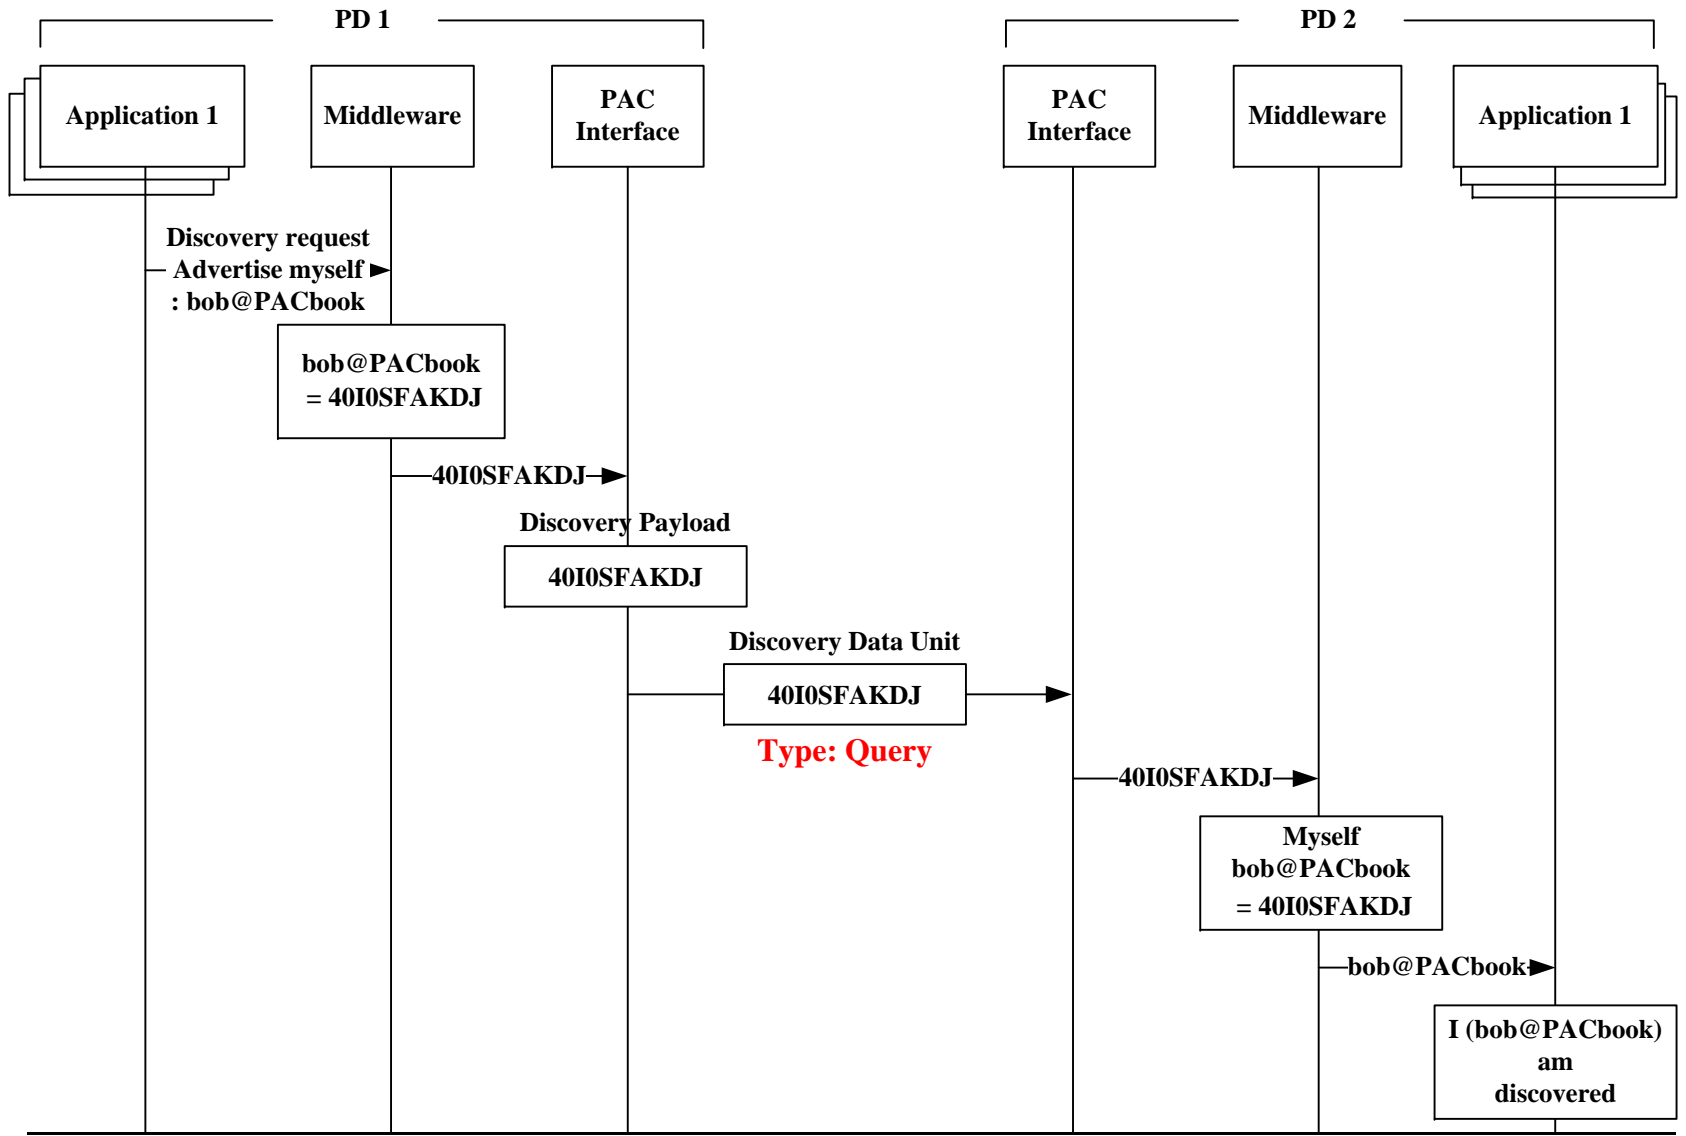 PD 1
PD 2
Application 1
Middleware
PAC
Interface
PAC
Interface
Middleware
Application 1
Discovery request
Advertise myself
: bob@PACbook
bob@PACbook
= 40I0SFAKDJ
40I0SFAKDJ
Discovery Payload
40I0SFAKDJ
Discovery Data Unit
40I0SFAKDJ
Type: Query
40I0SFAKDJ
Myself
bob@PACbook
= 40I0SFAKDJ
bob@PACbook
I (bob@PACbook)
am
discovered